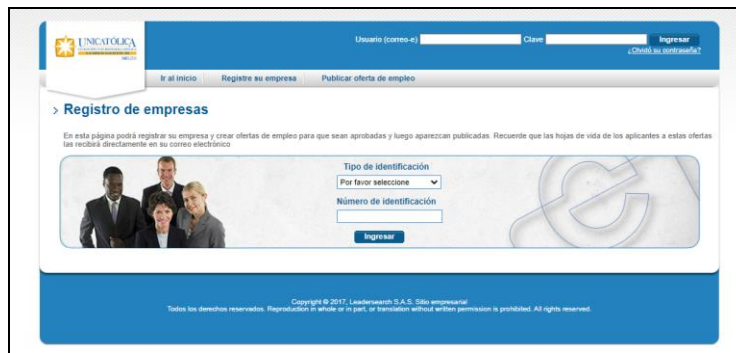 UNICATÓLICA
Usuario (correo-e)
Clave
Ingresar
¿Olvidó su contraseña?
Ir al inicio
Registre su empresa
Publicar oferta de empleo
> Registro de empresas
En esta página podrá registrar su empresa y crear ofertas de empleo para que sean aprobadas y luego aparezcan publicadas. Recuerde que las hojas de vida de los aplicantes a estas ofertas
las recibirá directamente en su correo electrónico
Tipo de identificación
Por favor seleccione
Número de identificación
Ingresar
Copyright © 2017, Leadersearch S.A.S. Sitio empresarial
Todos los derechos reservados. Reproduction in whole or in part, or translation without written permission is prohibited. All rights reserved.